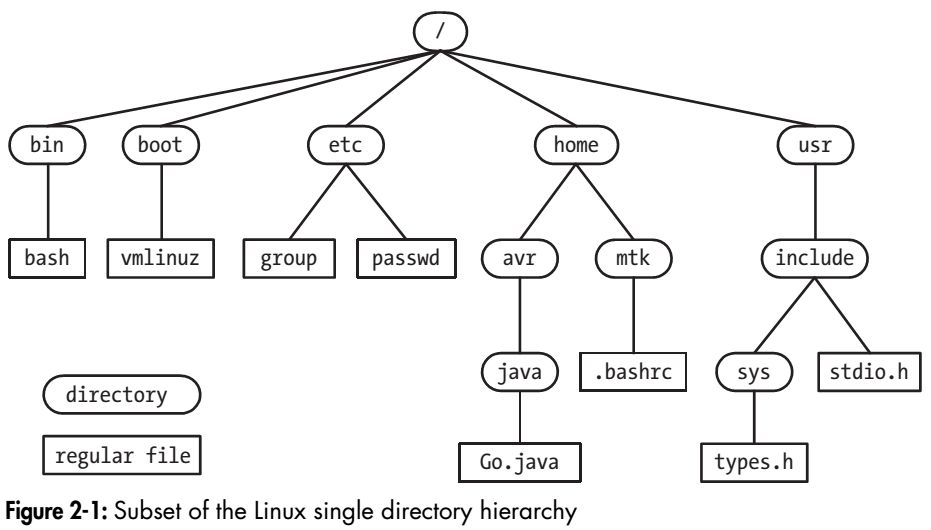 /
bin boot etc home usr
bash vmlinuz group passwd avr mtk include
java .bashrc sys stdio.h
directory
regular file Go.java types.h
Figure 2-1: Subset of the Linux single directory hierarchy